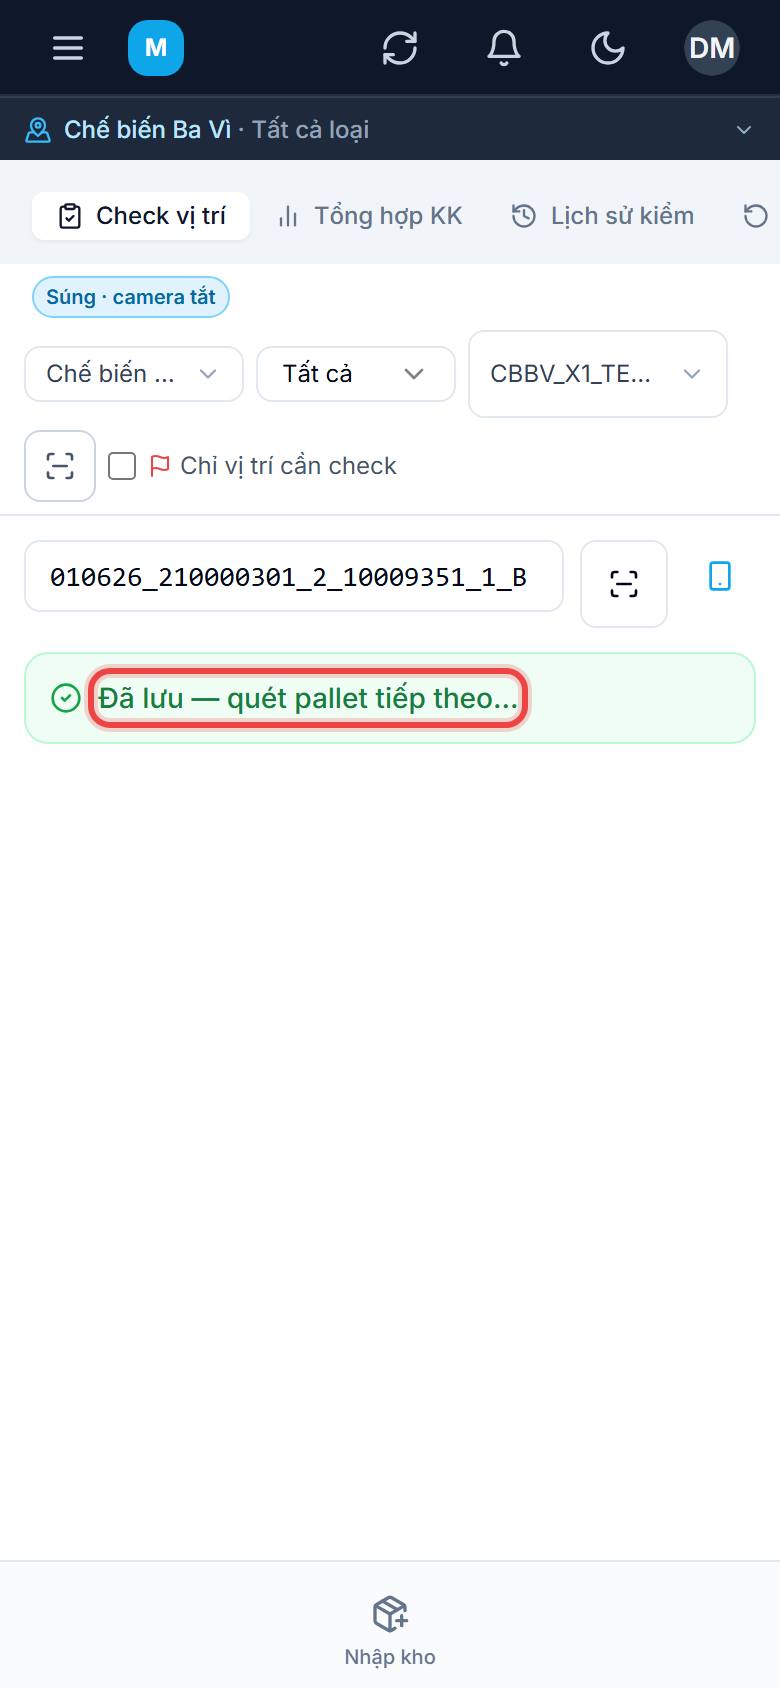 M
DM
Chế biến Ba Vì · Tất cả loại
Check vị trí
Tổng hợp KK
Lịch sử kiểm
Súng · camera tắt
Chế biến ...
Tất cả
CBBV_X1_TE...
Chỉ vị trí cần check
010626_210000301_2_10009351_1_B
Đã lưu — quét pallet tiếp theo...
Nhập kho